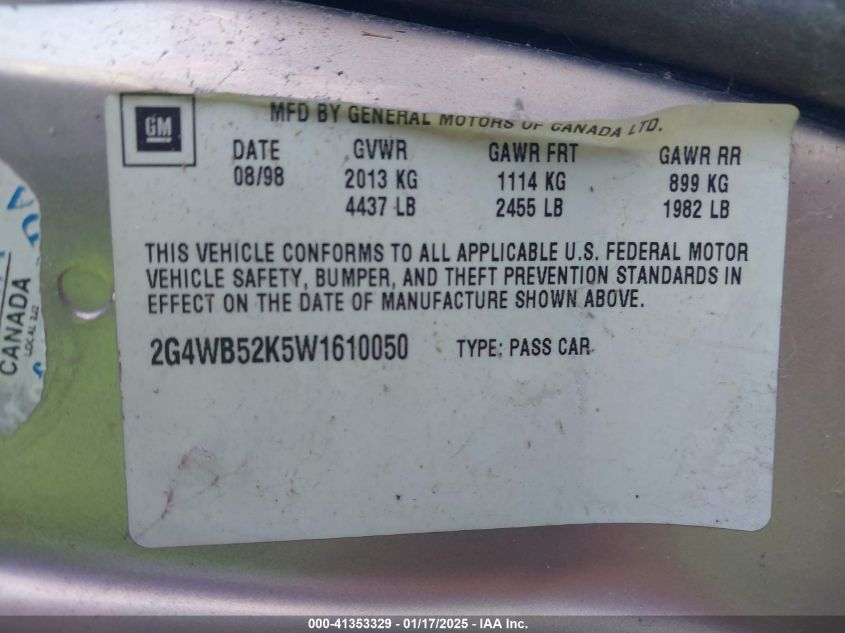 MFD BY GENERAL MOTORS OF CANADA LTD.
GM
DATE GVWR GAWR FRT GAWR RR
08/98 2013 KG 1114 KG 899 KG
4437 LB 2455 LB 1982 LB
THIS VEHICLE CONFORMS TO ALL APPLICABLE U.S. FEDERAL MOTOR
VEHICLE SAFETY, BUMPER, AND THEFT PREVENTION STANDARDS IN
EFFECT ON THE DATE OF MANUFACTURE SHOWN ABOVE.
2G4WB52K5W1610050 TYPE: PASS CAR
CANADA
LOCAL 222
000-41353329 - 01/17/2025 - IAA Inc.